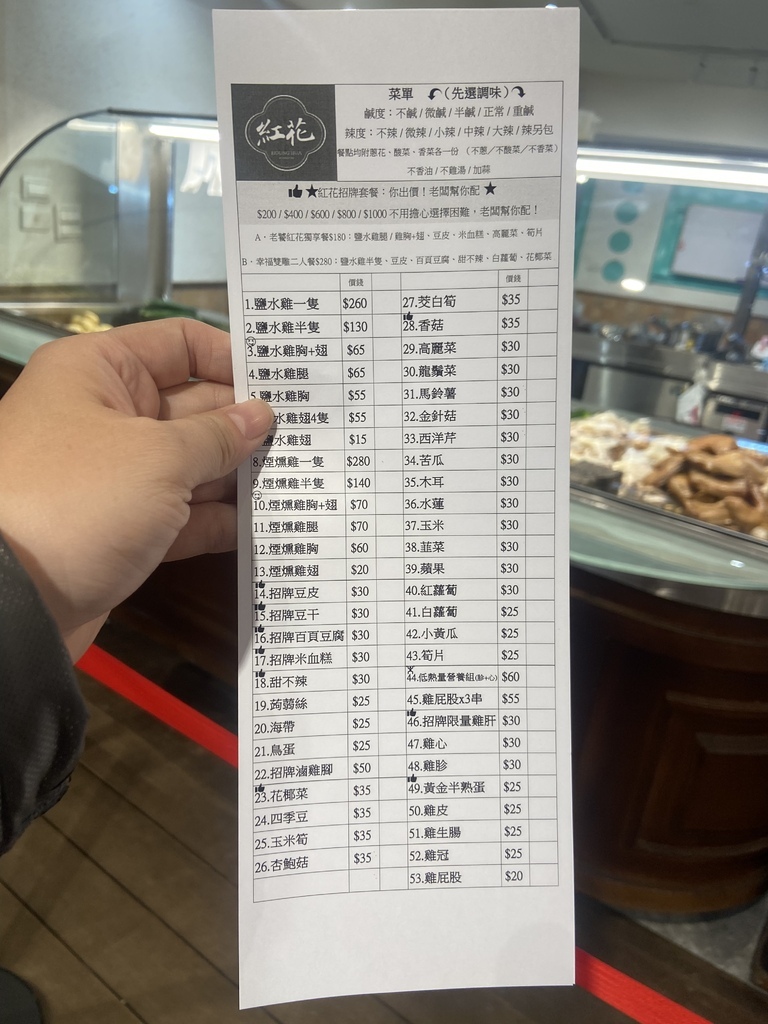 紅花
菜單 (先選調味)
鹹度：不鹹 / 微鹹 / 半鹹 / 正常 / 重鹹
辣度：不辣 / 微辣 / 小辣 / 中辣 / 大辣 / 辣另包
餐點均附蔥花、酸菜、香菜各一份 （不蔥／不酸菜／不香菜）
不香油 / 不雞湯 / 加蒜
★紅花招牌套餐：你出價！老闆幫你配 ★
$200 / $400 / $600 / $800 / $1000 不用擔心選擇困難，老闆幫你配！
A、老饕紅花獨享餐$180：鹽水雞腿 / 雞胸+翅、豆皮、米血糕、高麗菜、筍片
B、幸福雙雕二人餐$280：鹽水雞半隻、豆皮、百頁豆腐、甜不辣、白蘿蔔、花椰菜
價錢
1.鹽水雞一隻 $260
2.鹽水雞半隻 $130
3.鹽水雞胸+翅 $65
4.鹽水雞腿 $65
5.鹽水雞胸 $55
水雞翅4隻 $55
鹽水雞翅 $15
8.煙燻雞一隻 $280
9.煙燻雞半隻 $140
10.煙燻雞胸+翅 $70
11.煙燻雞腿 $70
12.煙燻雞胸 $60
13.煙燻雞翅 $20
14.招牌豆皮 $30
15.招牌豆干 $30
16.招牌百頁豆腐 $30
17.招牌米血糕 $30
18.甜不辣 $30
19.蒟蒻絲 $25
20.海帶 $25
21.鳥蛋 $25
22.招牌滷雞腳 $50
23.花椰菜 $35
24.四季豆 $35
25.玉米筍 $35
26.杏鮑菇 $35
價錢
27.茭白筍 $35
28.香菇 $35
29.高麗菜 $30
30.龍鬚菜 $30
31.馬鈴薯 $30
32.金針菇 $30
33.西洋芹 $30
34.苦瓜 $30
35.木耳 $30
36.水蓮 $30
37.玉米 $30
38.韮菜 $30
39.蘋果 $30
40.紅蘿蔔 $30
41.白蘿蔔 $25
42.小黃瓜 $25
43.筍片 $25
44.低熱量營養組(胗+心) $60
45.雞屁股x3串 $55
46.招牌限量雞肝 $30
47.雞心 $30
48.雞胗 $30
49.黃金半熟蛋 $25
50.雞皮 $25
51.雞生腸 $25
52.雞冠 $25
53.雞屁股 $20